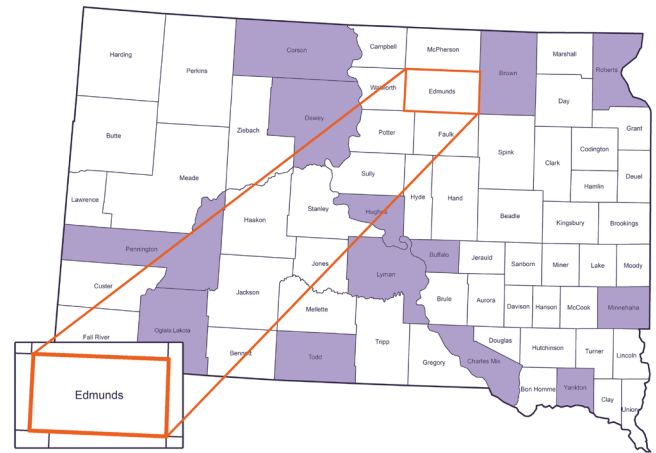 Harding
Perkins
Corson
Campbell
McPherson
Brown
Marshall
Roberts
Walworth
Edmunds
Day
Dewey
Ziebach
Butte
Potter
Faulk
Spink
Grant
Codington
Clark
Meade
Sully
Deuel
Hamlin
Lawrence
Hyde
Hand
Stanley
Hughes
Haakon
Beadle
Kingsbury
Brookings
Pennington
Buffalo
Jerauld
Sanborn
Miner
Lake
Moody
Jones
Lyman
Custer
Jackson
Brule
Aurora
Davison
Hanson
McCook
Minnehaha
Mellette
Oglala Lakota
Fall River
Tripp
Douglas
Hutchinson
Turner
Lincoln
Bennett
Todd
Gregory
Charles Mix
Bon Homme
Yankton
Clay
Union
Edmunds